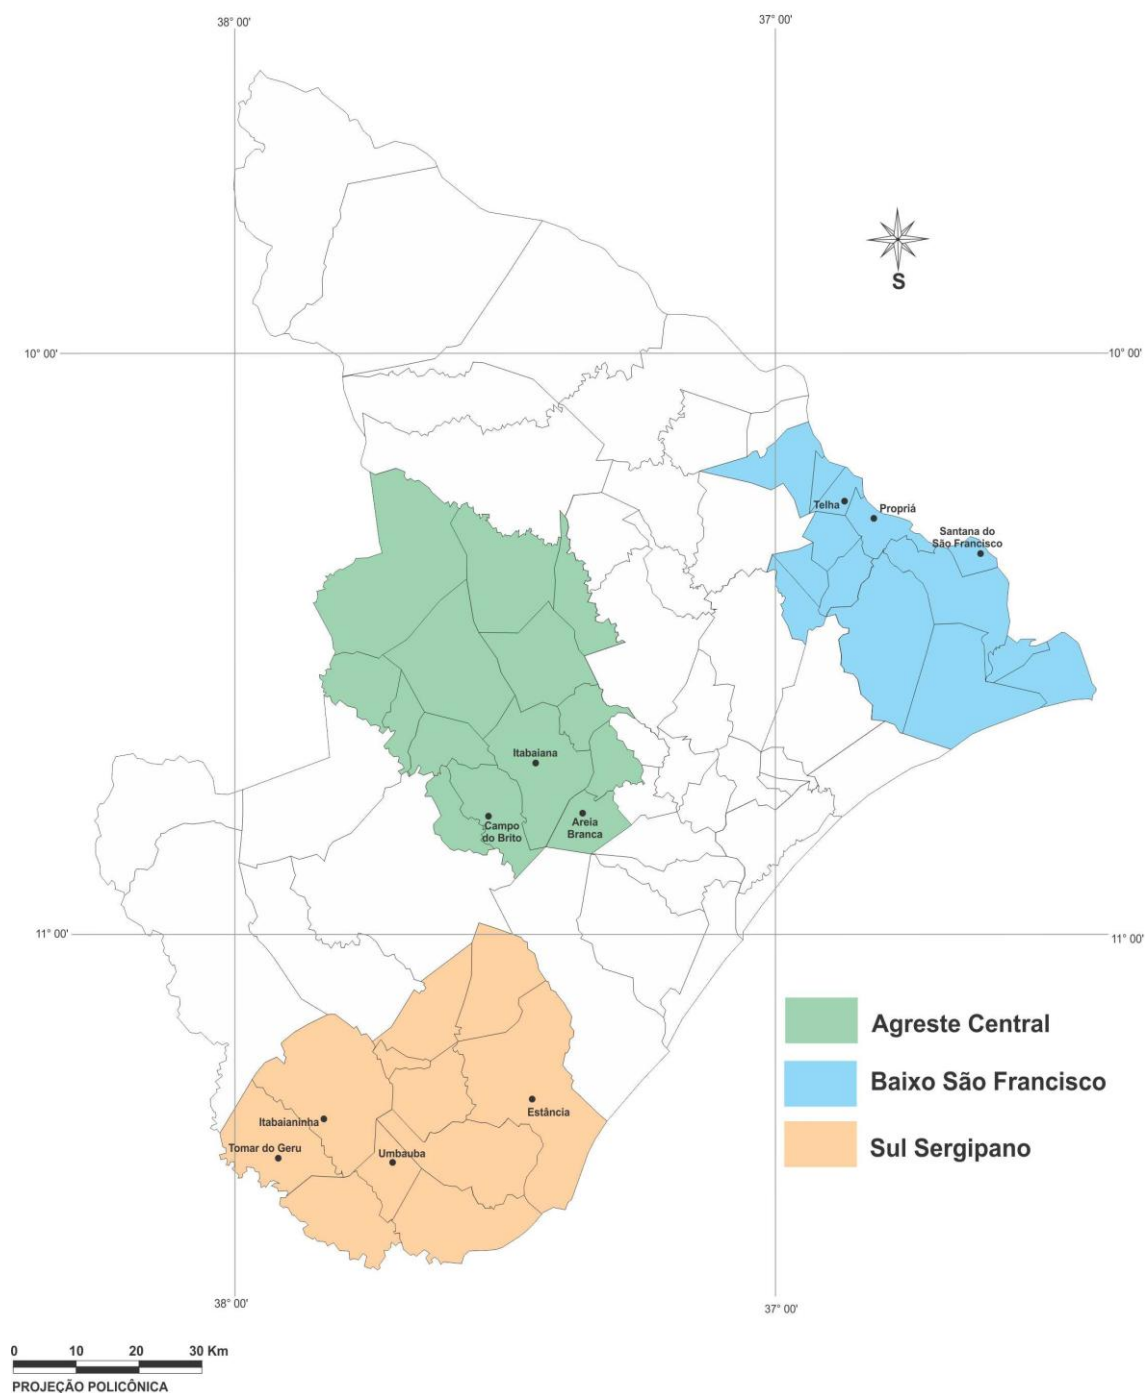 38° 00'
37° 00'
S
10° 00'
10° 00'
Telha
Propriá
Santana do
São Francisco
Itabaiana
Campo
do Brito
Areia
Branca
11° 00'
11° 00'
Agreste Central
Baixo São Francisco
Sul Sergipano
Estância
Itabaianinha
Tomar do Geru
Umbauba
38° 00'
37° 00'
0 10 20 30 Km
PROJEÇÃO POLICÔNICA